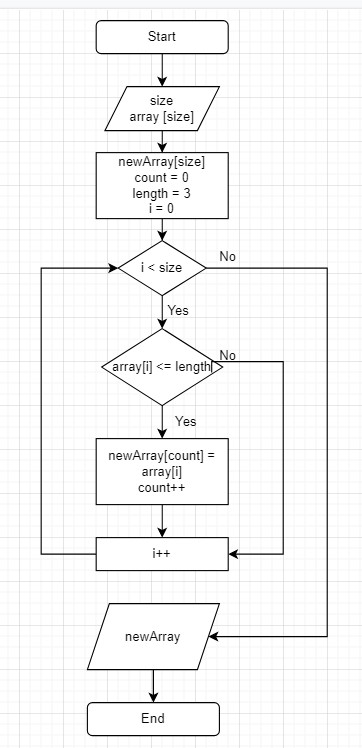 Start
size
array [size]
newArray[size]
count = 0
length = 3
i = 0
i < size
No
Yes
array[i] <= length
No
Yes
newArray[count] =
array[i]
count++
i++
newArray
End